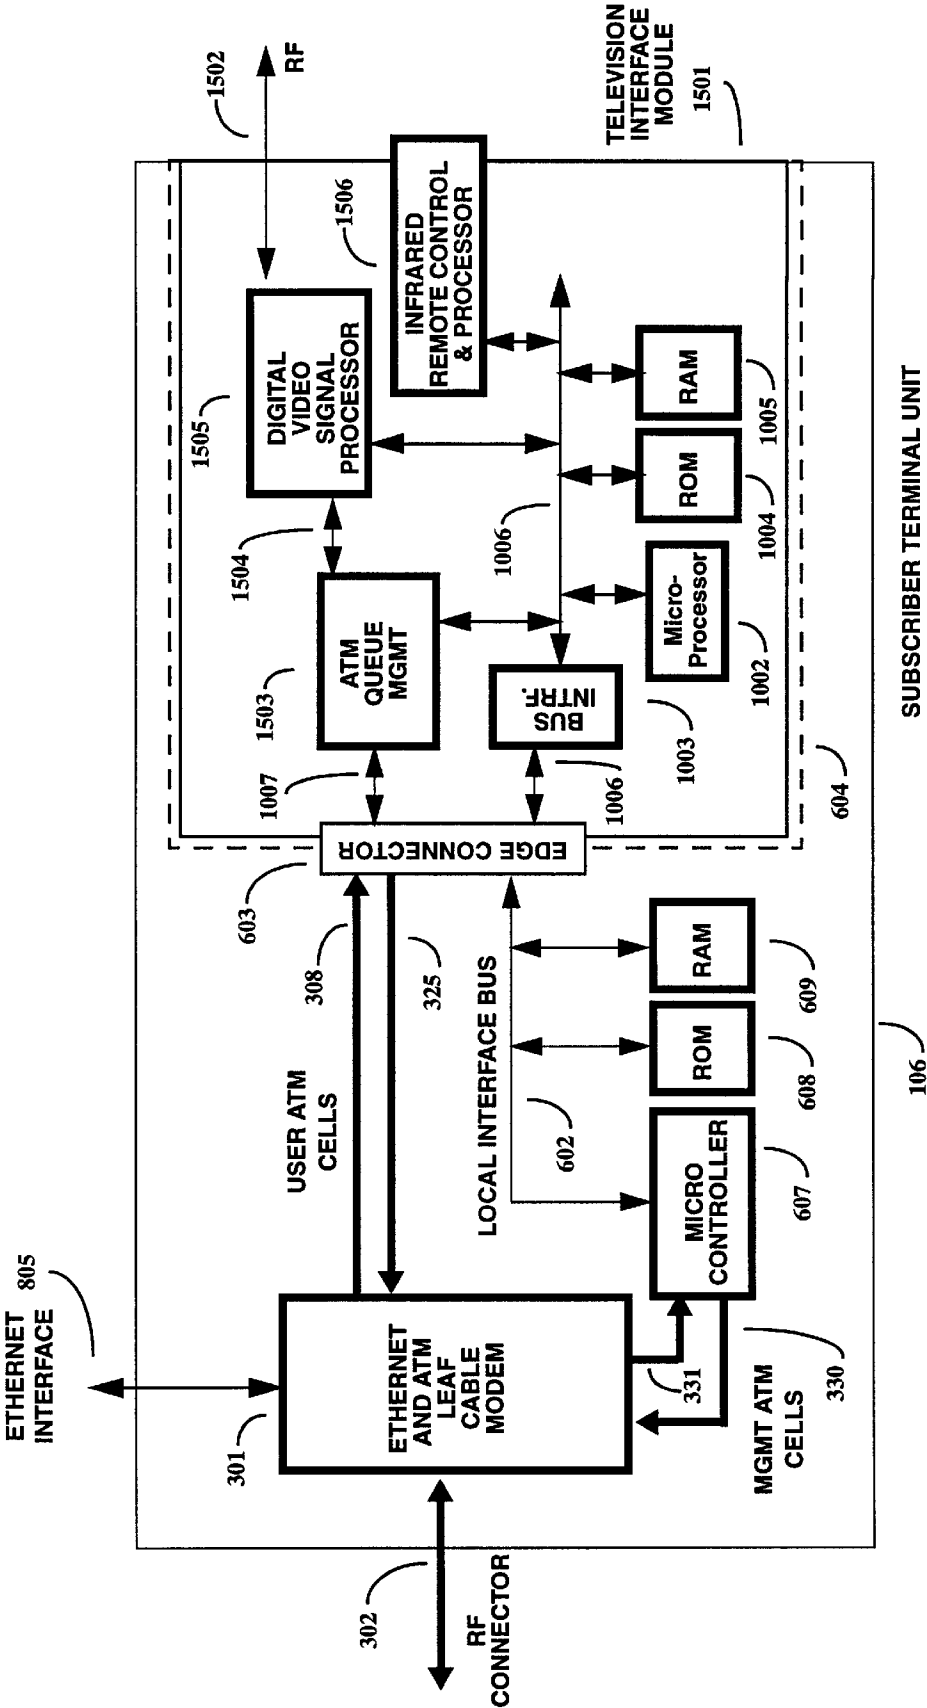 ETHERNET
INTERFACE
805
302
RF
CONNECTOR
301
ETHERNET
AND ATM
LEAF
CABLE
MODEM
331
330
MGMT ATM
CELLS
USER ATM
CELLS
308
325
LOCAL INTERFACE BUS
602
MICRO
CONTROLLER
607
ROM
608
RAM
609
603
EDGE CONNECTOR
1007
1503
ATM
QUEUE
MGMT
1504
1505
DIGITAL
VIDEO
SIGNAL
PROCESSOR
1502
RF
1506
INFRARED
REMOTE CONTROL
& PROCESSOR
1006
BUS
INTRF.
1003
1006
Micro-
Processor
1002
ROM
1004
RAM
1005
TELEVISION
INTERFACE
MODULE
1501
604
106
SUBSCRIBER TERMINAL UNIT